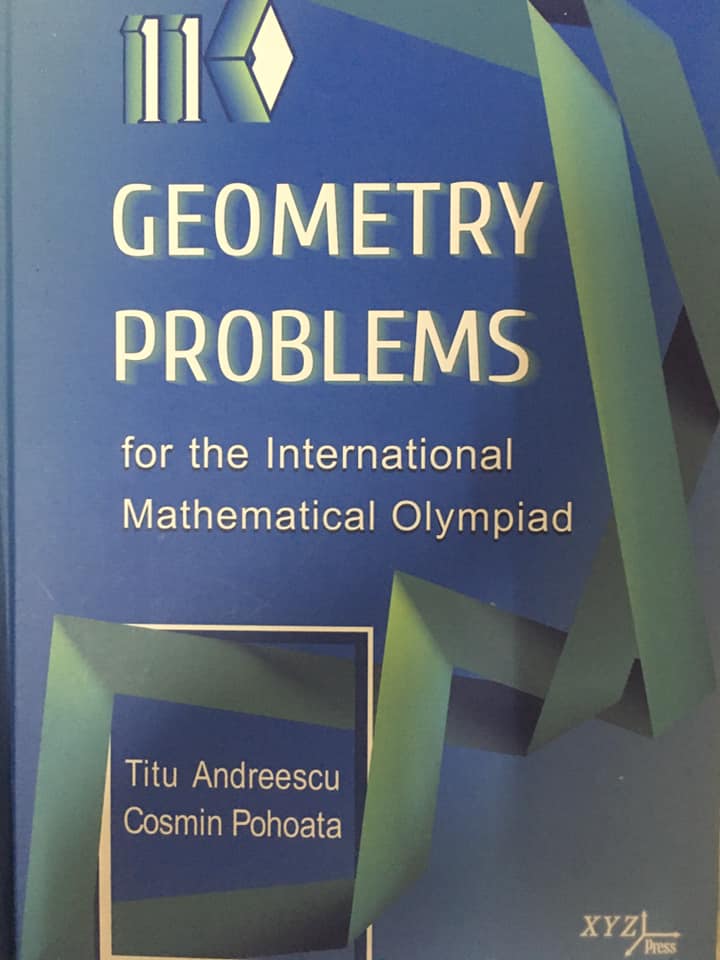 110
GEOMETRY
PROBLEMS
for the International
Mathematical Olympiad
Titu Andreescu
Cosmin Pohoata
XYZ
Press